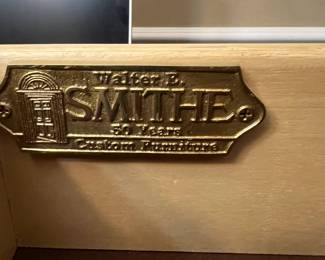 Walter E.
SMITHE
50 Years
Custom Furniture